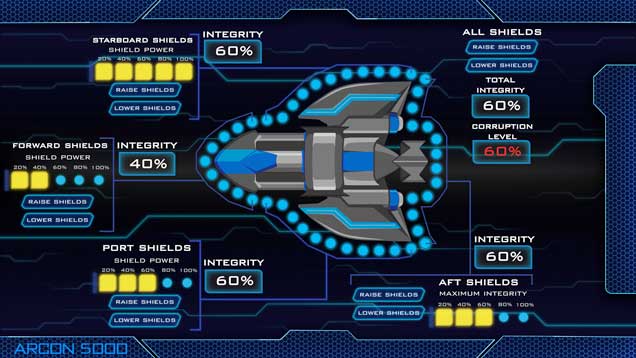 STARBOARD SHIELDS
SHIELD POWER
20% 40% 60% 80% 100%
RAISE SHIELDS
LOWER SHIELDS
INTEGRITY
60%
ALL SHIELDS
RAISE SHIELDS
LOWER SHIELDS
TOTAL
INTEGRITY
60%
CORRUPTION
LEVEL
60%
FORWARD SHIELDS
SHIELD POWER
20% 40% 60% 80% 100%
RAISE SHIELDS
LOWER SHIELDS
INTEGRITY
40%
PORT SHIELDS
SHIELD POWER
20% 40% 60% 80% 100%
RAISE SHIELDS
LOWER SHIELDS
INTEGRITY
60%
INTEGRITY
60%
AFT SHIELDS
MAXIMUM INTEGRITY
20% 40% 60% 80% 100%
RAISE SHIELDS
LOWER SHIELDS
ARCON 5000